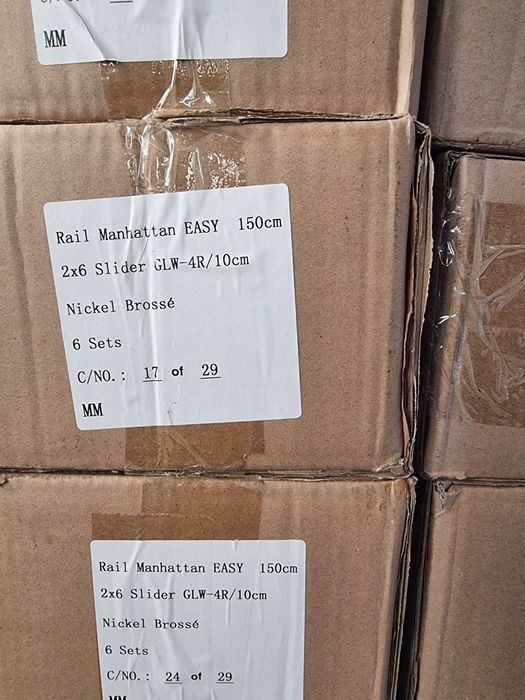 MM
Rail Manhattan EASY 150cm
2x6 Slider GLW-4R/10cm
Nickel Brossé
6 Sets
C/NO.: 17 of 29
MM
Rail Manhattan EASY 150cm
2x6 Slider GLW-4R/10cm
Nickel Brossé
6 Sets
C/NO.: 24 of 29
MM